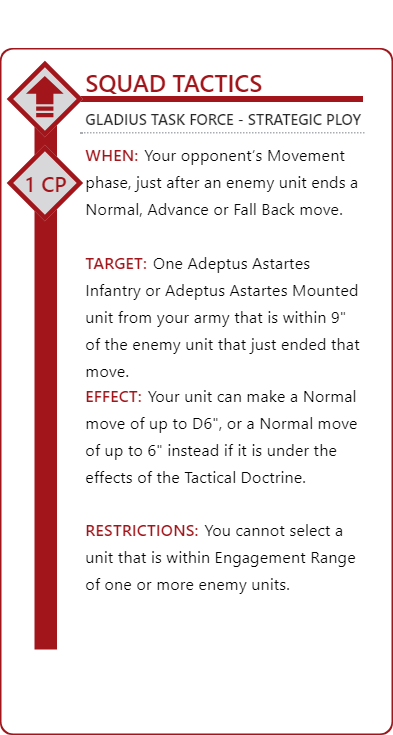 SQUAD TACTICS
GLADIUS TASK FORCE - STRATEGIC PLOY
1 CP
WHEN: Your opponent's Movement
phase, just after an enemy unit ends a
Normal, Advance or Fall Back move.
TARGET: One Adeptus Astartes
Infantry or Adeptus Astartes Mounted
unit from your army that is within 9"
of the enemy unit that just ended that
move.
EFFECT: Your unit can make a Normal
move of up to D6", or a Normal move
of up to 6" instead if it is under the
effects of the Tactical Doctrine.
RESTRICTIONS: You cannot select a
unit that is within Engagement Range
of one or more enemy units.